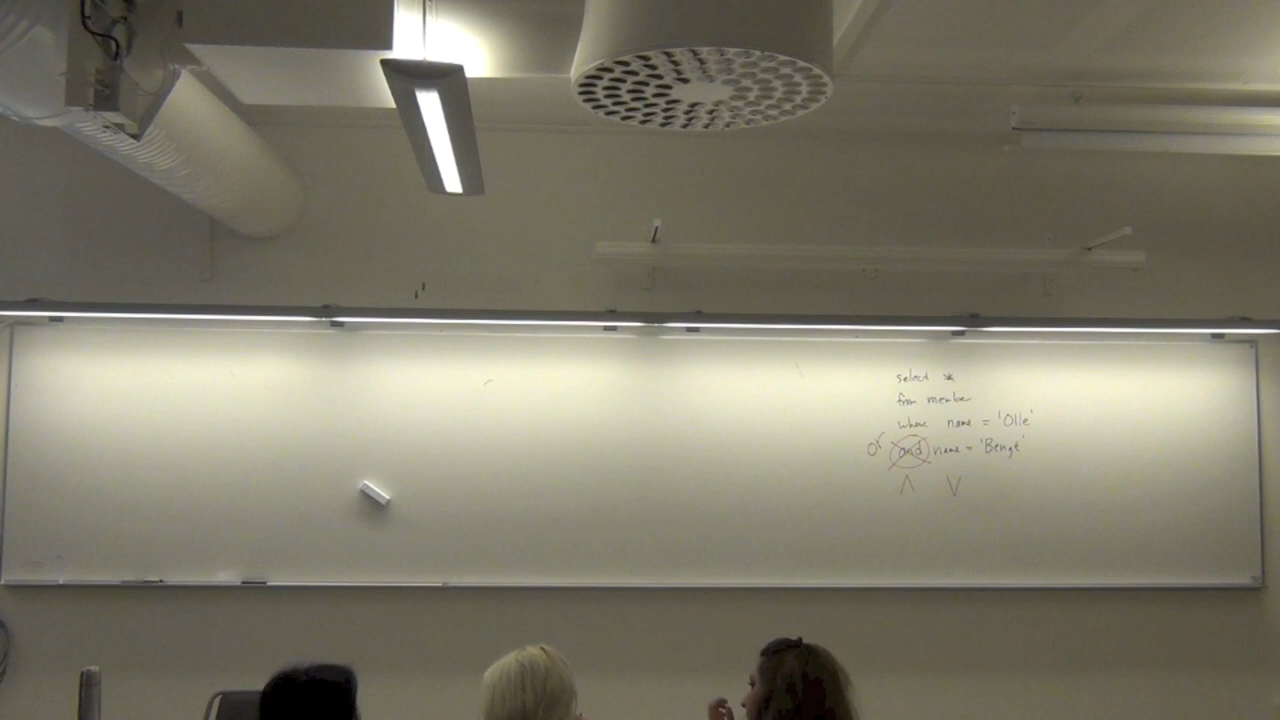 select *
from member
where name = 'Olle'
or and name = 'Bengt'
∧ ∨